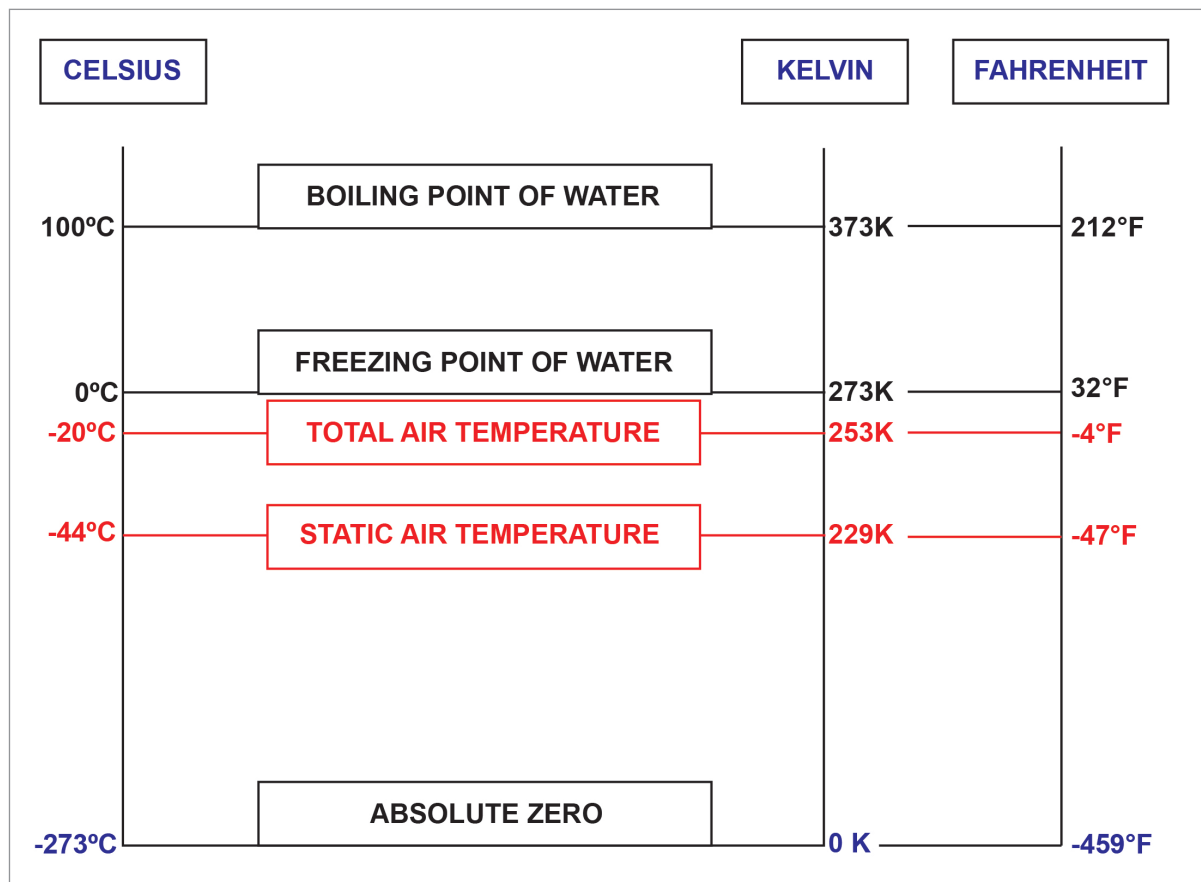 CELSIUS
KELVIN
FAHRENHEIT
BOILING POINT OF WATER
100ºC
373K
212°F
FREEZING POINT OF WATER
0ºC
273K
32°F
-20ºC
TOTAL AIR TEMPERATURE
253K
-4°F
-44ºC
STATIC AIR TEMPERATURE
229K
-47°F
ABSOLUTE ZERO
-273ºC
0 K
-459°F